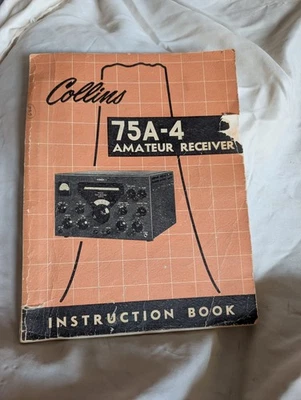 Collins
75A-4
AMATEUR RECEIVER
INSTRUCTION BOOK